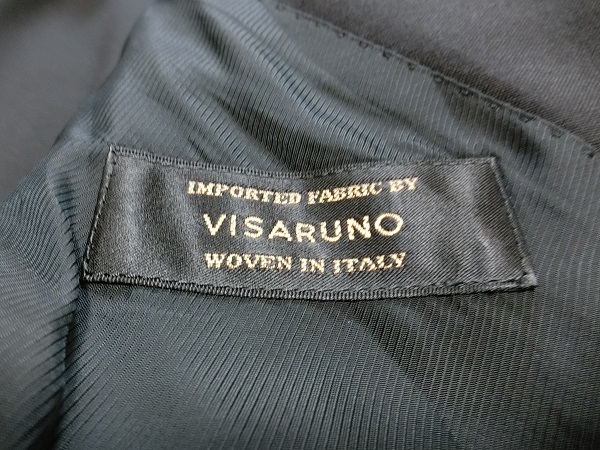 IMPORTED FABRIC BY
VISARUNO
WOVEN IN ITALY